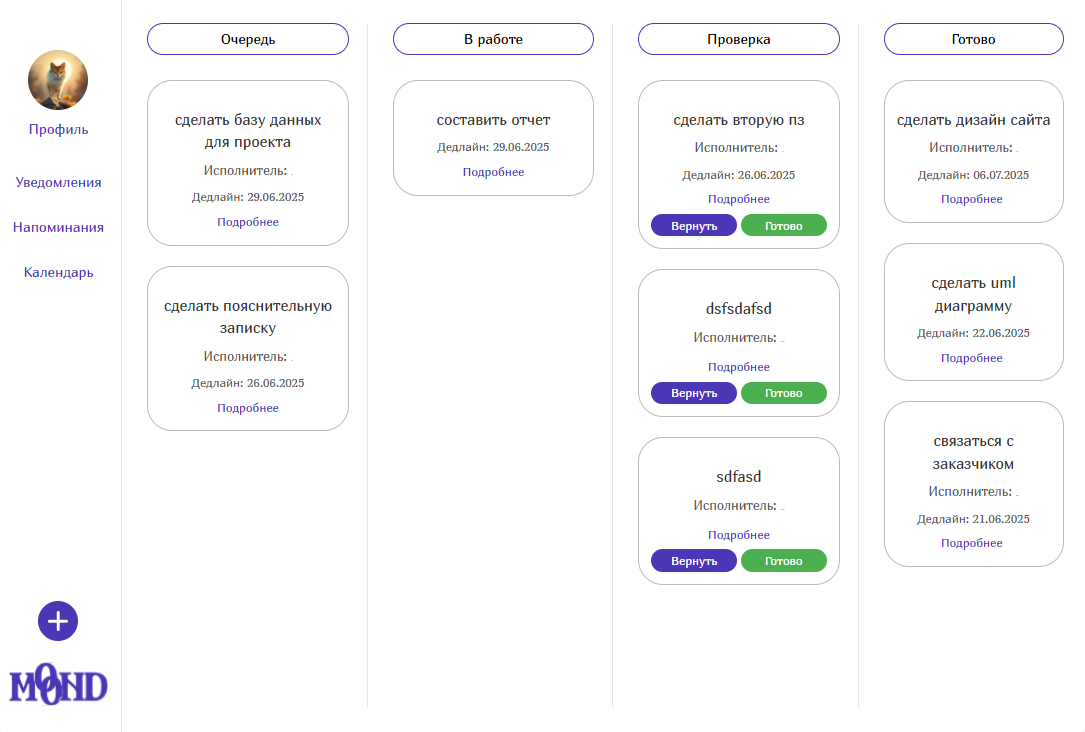 Профиль
Уведомления
Напоминания
Календарь
MOOND
Очередь
сделать базу данных
для проекта
Исполнитель:
Дедлайн: 29.06.2025
Подробнее
сделать пояснительную
записку
Исполнитель:
Дедлайн: 26.06.2025
Подробнее
В работе
составить отчет
Дедлайн: 29.06.2025
Подробнее
Проверка
сделать вторую пз
Исполнитель:
Дедлайн: 26.06.2025
Подробнее
Вернуть Готово
dsfsdafsd
Исполнитель:
Подробнее
Вернуть Готово
sdfasd
Исполнитель:
Подробнее
Вернуть Готово
Готово
сделать дизайн сайта
Исполнитель:
Дедлайн: 06.07.2025
Подробнее
сделать uml
диаграмму
Дедлайн: 22.06.2025
Подробнее
связаться с
заказчиком
Исполнитель:
Дедлайн: 21.06.2025
Подробнее